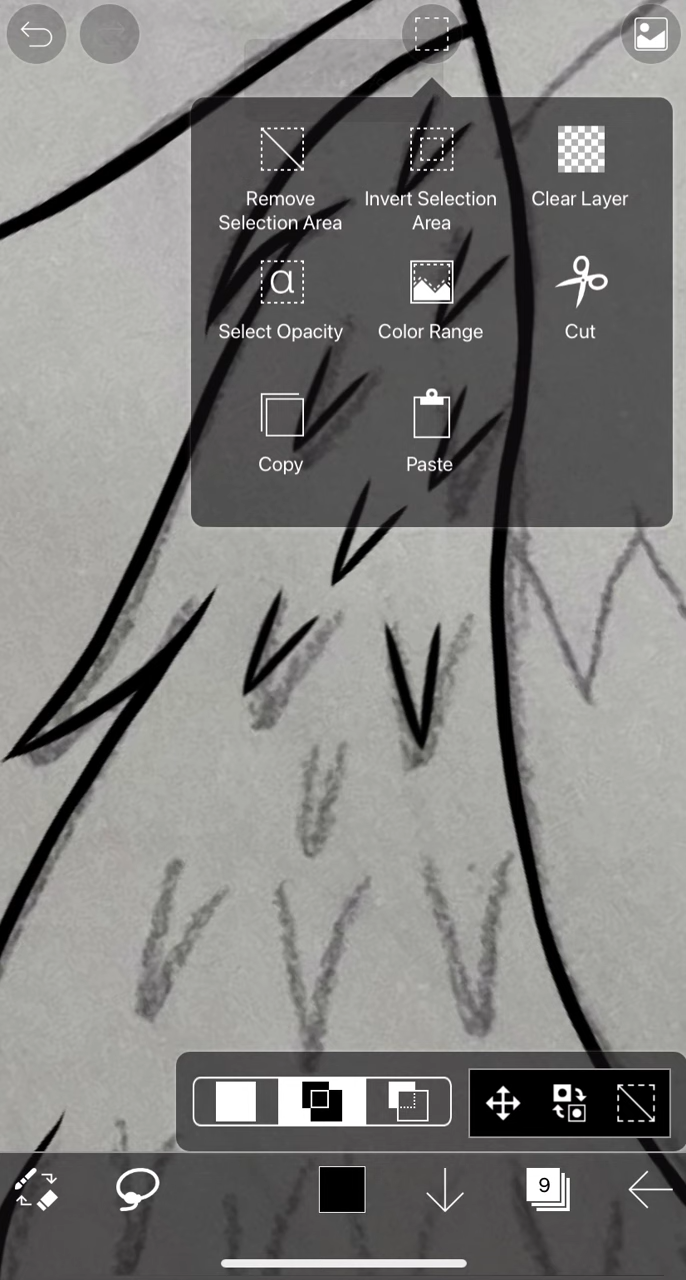 Remove
Selection Area
Invert Selection
Area
Clear Layer
a
Select Opacity
Color Range
Cut
Copy
Paste
9